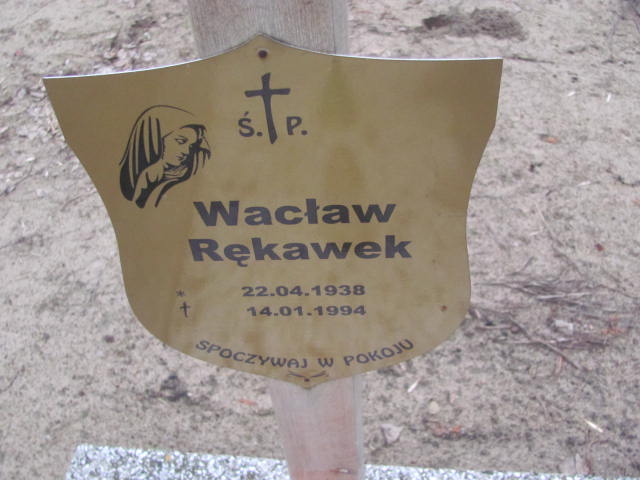 Ś. P.
Wacław
Rękawek
* 22.04.1938
† 14.01.1994
SPOCZYWAJ W POKOJU